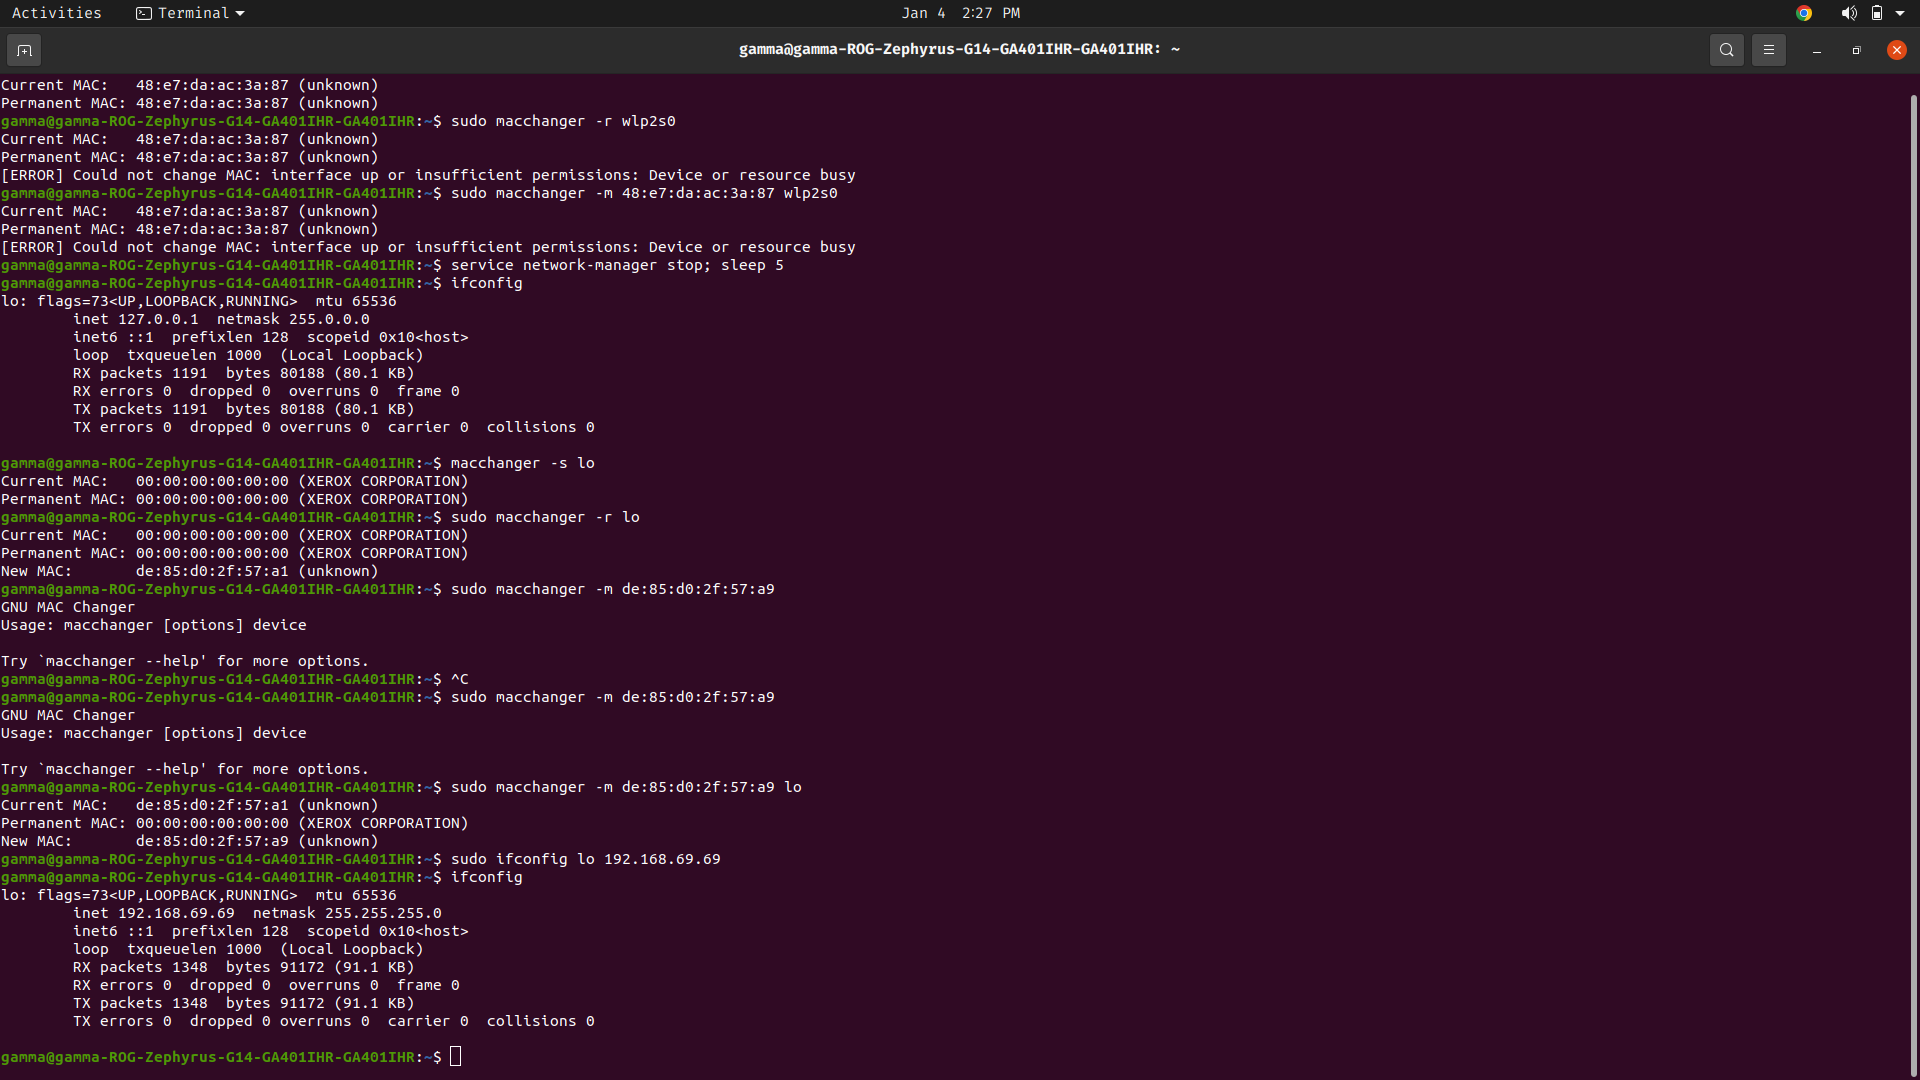 Activities Terminal Jan 4 2:27 PM
gamma@gamma-ROG-Zephyrus-G14-GA401IHR-GA401IHR: ~
Current MAC:   48:e7:da:ac:3a:87 (unknown)
Permanent MAC: 48:e7:da:ac:3a:87 (unknown)
gamma@gamma-ROG-Zephyrus-G14-GA401IHR-GA401IHR:~$ sudo macchanger -r wlp2s0
Current MAC:   48:e7:da:ac:3a:87 (unknown)
Permanent MAC: 48:e7:da:ac:3a:87 (unknown)
[ERROR] Could not change MAC: interface up or insufficient permissions: Device or resource busy
gamma@gamma-ROG-Zephyrus-G14-GA401IHR-GA401IHR:~$ sudo macchanger -m 48:e7:da:ac:3a:87 wlp2s0
Current MAC:   48:e7:da:ac:3a:87 (unknown)
Permanent MAC: 48:e7:da:ac:3a:87 (unknown)
[ERROR] Could not change MAC: interface up or insufficient permissions: Device or resource busy
gamma@gamma-ROG-Zephyrus-G14-GA401IHR-GA401IHR:~$ service network-manager stop; sleep 5
gamma@gamma-ROG-Zephyrus-G14-GA401IHR-GA401IHR:~$ ifconfig
lo: flags=73<UP,LOOPBACK,RUNNING>  mtu 65536
        inet 127.0.0.1  netmask 255.0.0.0
        inet6 ::1  prefixlen 128  scopeid 0x10<host>
        loop  txqueuelen 1000  (Local Loopback)
        RX packets 1191  bytes 80188 (80.1 KB)
        RX errors 0  dropped 0  overruns 0  frame 0
        TX packets 1191  bytes 80188 (80.1 KB)
        TX errors 0  dropped 0 overruns 0  carrier 0  collisions 0
gamma@gamma-ROG-Zephyrus-G14-GA401IHR-GA401IHR:~$ macchanger -s lo
Current MAC:   00:00:00:00:00:00 (XEROX CORPORATION)
Permanent MAC: 00:00:00:00:00:00 (XEROX CORPORATION)
gamma@gamma-ROG-Zephyrus-G14-GA401IHR-GA401IHR:~$ sudo macchanger -r lo
Current MAC:   00:00:00:00:00:00 (XEROX CORPORATION)
Permanent MAC: 00:00:00:00:00:00 (XEROX CORPORATION)
New MAC:       de:85:d0:2f:57:a1 (unknown)
gamma@gamma-ROG-Zephyrus-G14-GA401IHR-GA401IHR:~$ sudo macchanger -m de:85:d0:2f:57:a9
GNU MAC Changer
Usage: macchanger [options] device
Try `macchanger --help' for more options.
gamma@gamma-ROG-Zephyrus-G14-GA401IHR-GA401IHR:~$ ^C
gamma@gamma-ROG-Zephyrus-G14-GA401IHR-GA401IHR:~$ sudo macchanger -m de:85:d0:2f:57:a9
GNU MAC Changer
Usage: macchanger [options] device
Try `macchanger --help' for more options.
gamma@gamma-ROG-Zephyrus-G14-GA401IHR-GA401IHR:~$ sudo macchanger -m de:85:d0:2f:57:a9 lo
Current MAC:   de:85:d0:2f:57:a1 (unknown)
Permanent MAC: 00:00:00:00:00:00 (XEROX CORPORATION)
New MAC:       de:85:d0:2f:57:a9 (unknown)
gamma@gamma-ROG-Zephyrus-G14-GA401IHR-GA401IHR:~$ sudo ifconfig lo 192.168.69.69
gamma@gamma-ROG-Zephyrus-G14-GA401IHR-GA401IHR:~$ ifconfig
lo: flags=73<UP,LOOPBACK,RUNNING>  mtu 65536
        inet 192.168.69.69  netmask 255.255.255.0
        inet6 ::1  prefixlen 128  scopeid 0x10<host>
        loop  txqueuelen 1000  (Local Loopback)
        RX packets 1348  bytes 91172 (91.1 KB)
        RX errors 0  dropped 0  overruns 0  frame 0
        TX packets 1348  bytes 91172 (91.1 KB)
        TX errors 0  dropped 0 overruns 0  carrier 0  collisions 0
gamma@gamma-ROG-Zephyrus-G14-GA401IHR-GA401IHR:~$